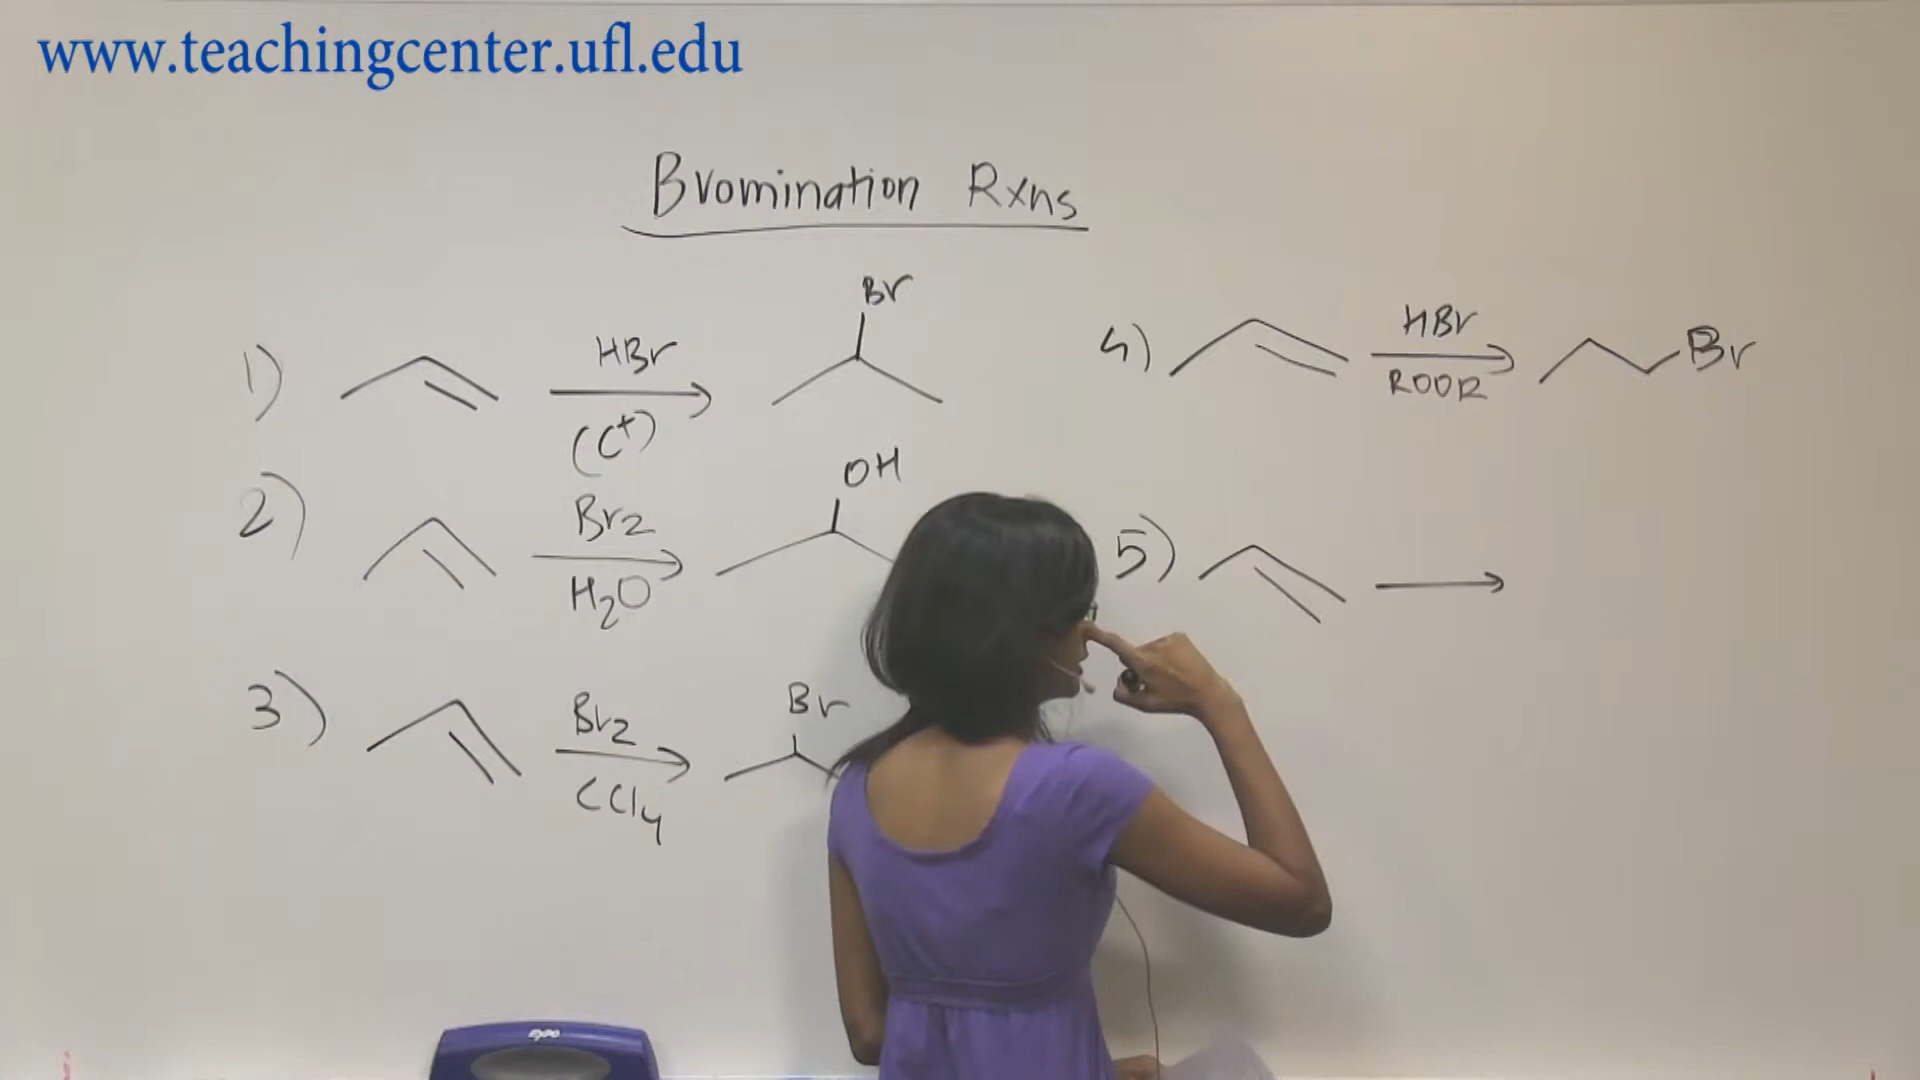 www.teachingcenter.ufl.edu
Bromination Rxns
1)
HBr
(C+)
Br
2)
Br2
H2O
OH
3)
Br2
CCl4
Br
4)
HBr
ROOR
Br
5)
EXPO